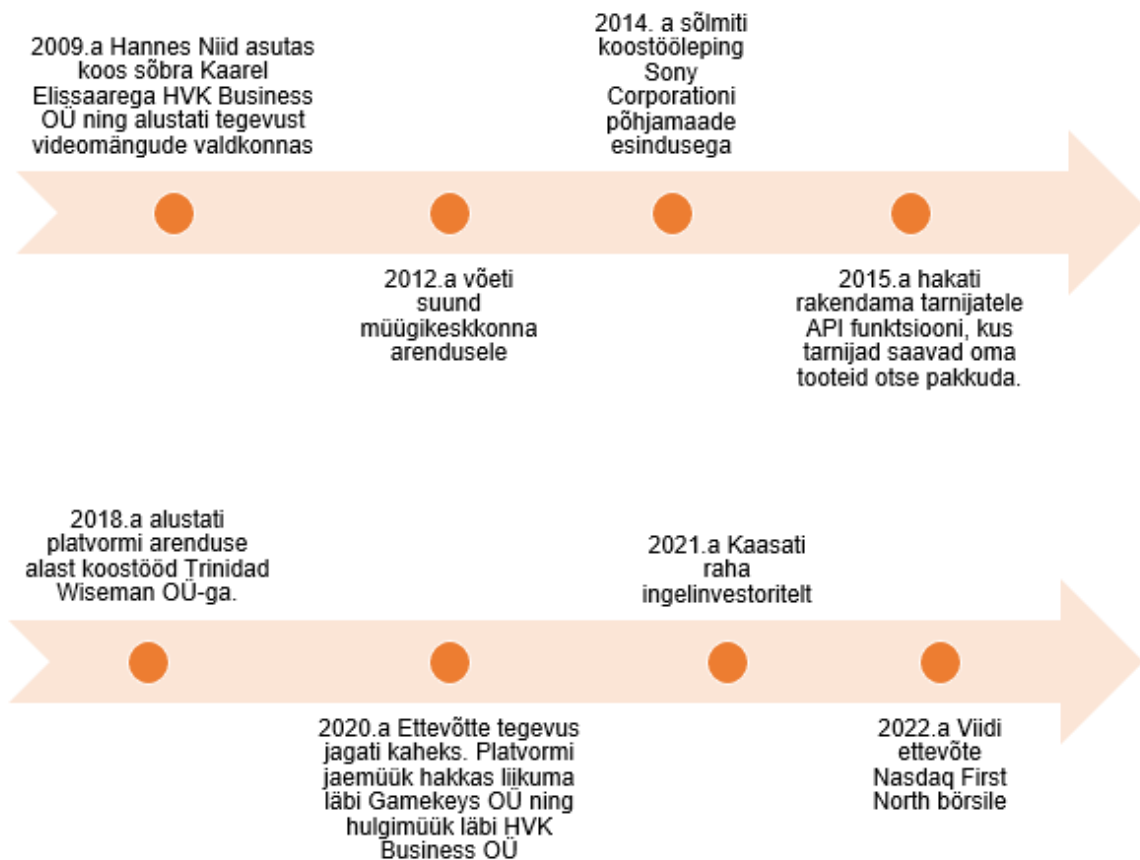 2009.a Hannes Niid asutas
koos sõbra Kaarel
Elissaarega HVK Business
OÜ ning alustati tegevust
videomängude valdkonnas
2012.a võeti
suund
müügikeskkonna
arendusele
2014. a sõlmiti
koostööleping
Sony
Corporationi
põhjamaade
esindusega
2015.a hakati
rakendama tarnijatele
API funktsiooni, kus
tarnijad saavad oma
tooteid otse pakkuda.
2018.a alustati
platvormi arenduse
alast koostööd Trinidad
Wiseman OÜ-ga.
2020.a Ettevõtte tegevus
jagati kaheks. Platvormi
jaemüük hakkas liikuma
läbi Gamekeys OÜ ning
hulgimüük läbi HVK
Business OÜ
2021.a Kaasati
raha
ingelinvestoritelt
2022.a Viidi
ettevõte
Nasdaq First
North börsile